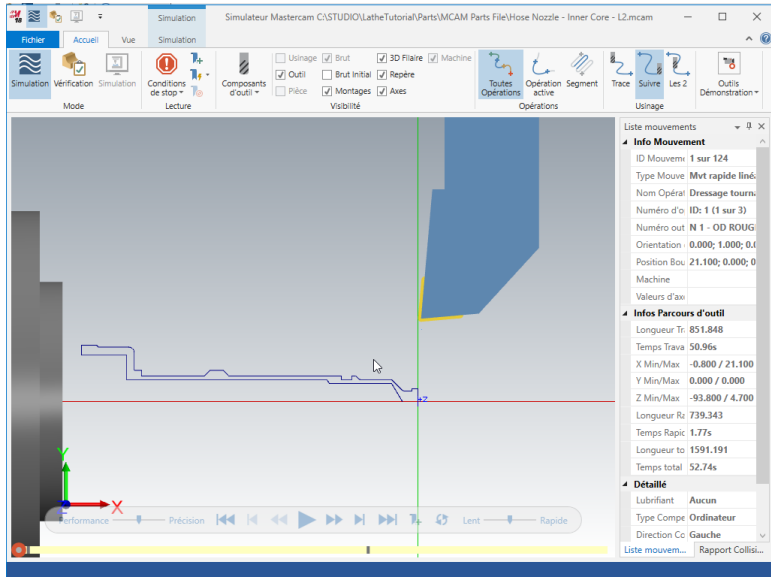 Simulation Simulateur Mastercam C:\STUDIO\LatheTutorial\Parts\MCAM Parts File\Hose Nozzle - Inner Core - L2.mcam
Fichier Accueil Vue Simulation
Simulation Vérification Simulation
Mode
Conditions de stop
Lecture
Composants d'outil
Usinage Brut 3D Filaire Machine
Outil Brut Initial Repère
Pièce Montages Axes
Visibilité
Toutes Opérations
Opération active
Segment
Opérations
Trace Suivre Les 2
Usinage
Outils Démonstration
Liste mouvements
Info Mouvement
ID Mouveme 1 sur 124
Type Mouve Mvt rapide liné
Nom Opérat Dressage tourn
Numéro d'o ID: 1 (1 sur 3)
Numéro out N 1 - OD ROUG
Orientation 0.000; 1.000; 0.
Position Bou 21.100; 0.000; 0
Machine
Valeurs d'ax
Infos Parcours d'outil
Longueur Tr 851.848
Temps Trava 50.96s
X Min/Max -0.800 / 21.100
Y Min/Max 0.000 / 0.000
Z Min/Max -93.800 / 4.700
Longueur Ra 739.343
Temps Rapid 1.77s
Longueur to 1591.191
Temps total 52.74s
Détaillé
Lubrifiant Aucun
Type Compe Ordinateur
Direction Co Gauche
Liste mouvem... Rapport Collisi...
+Z
Y
X
Performance Précision Lent Rapide